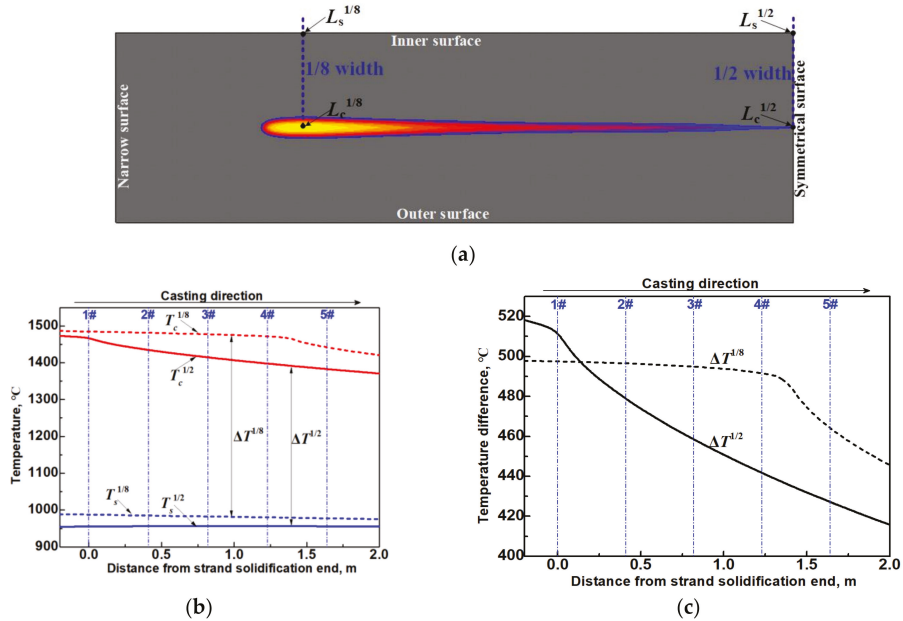 L_s^1/8
L_s^1/2
Inner surface
1/8 width
1/2 width
L_c^1/8
L_c^1/2
Narrow surface
Symmetrical surface
Outer surface
(a)
Casting direction
1# 2# 3# 4# 5#
T_c^1/8
T_c^1/2
ΔT^1/8
ΔT^1/2
T_s^1/8
T_s^1/2
1500
1400
1300
1200
1100
1000
900
Temperature, °C
0.0 0.5 1.0 1.5 2.0
Distance from strand solidification end, m
(b)
Casting direction
1# 2# 3# 4# 5#
520
500
480
460
440
420
400
Temperature difference, °C
ΔT^1/8
ΔT^1/2
0.0 0.5 1.0 1.5 2.0
Distance from strand solidification end, m
(c)